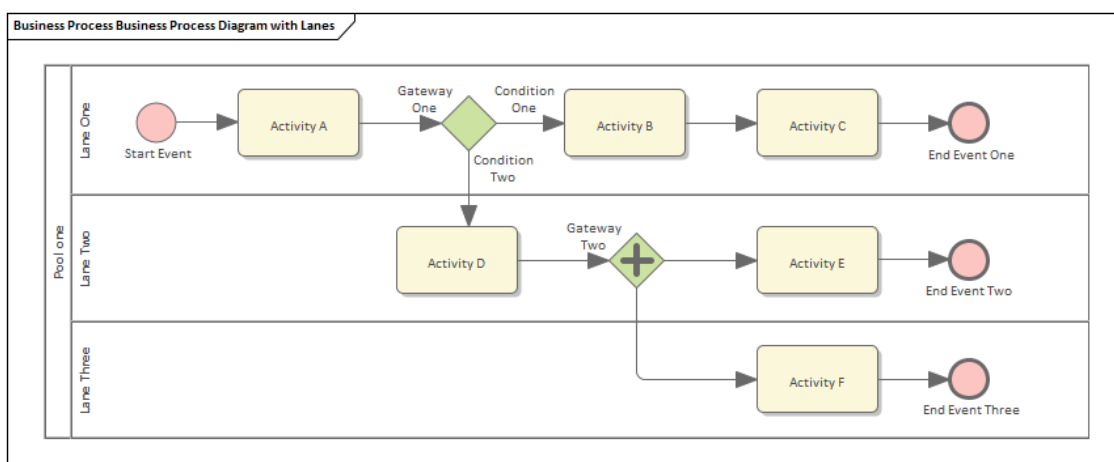 Business Process Business Process Diagram with Lanes
Pool one
Lane One
Start Event
Activity A
Gateway
One
Condition
One
Condition
Two
Activity B
Activity C
End Event One
Lane Two
Activity D
Gateway
Two
Activity E
End Event Two
Lane Three
Activity F
End Event Three